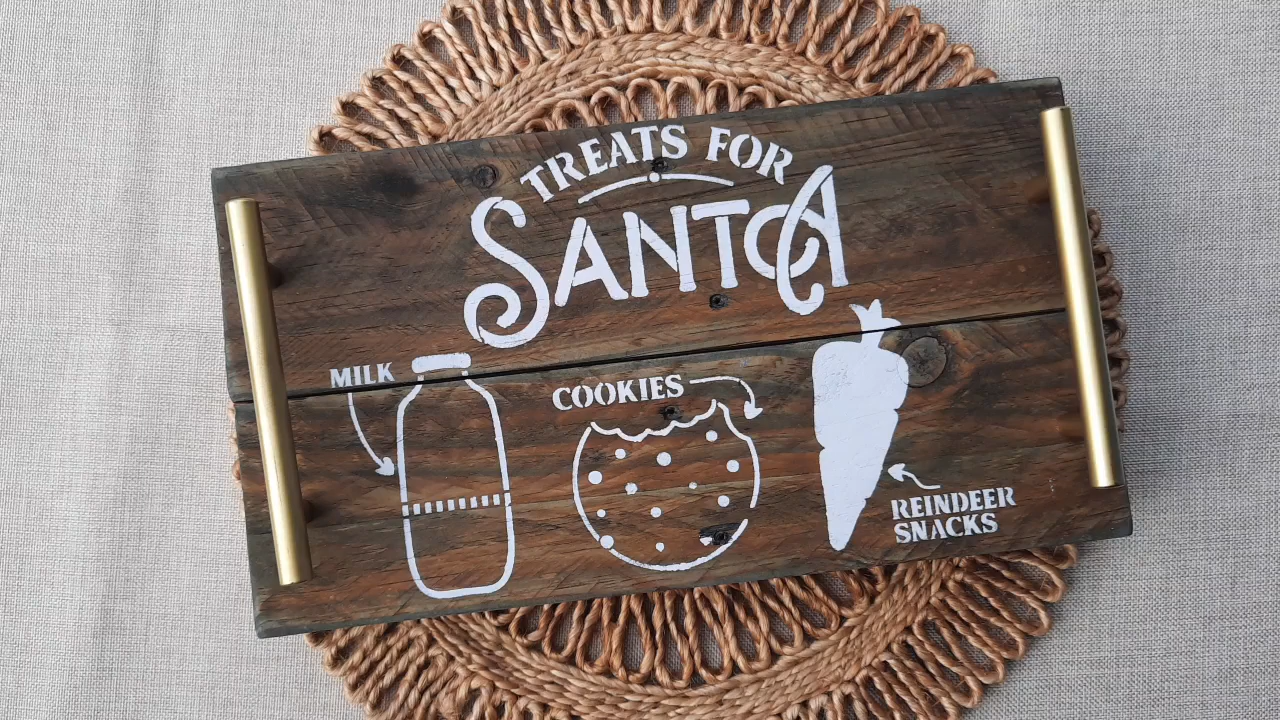 TREATS FOR
SANTA
MILK
COOKIES
REINDEER
SNACKS